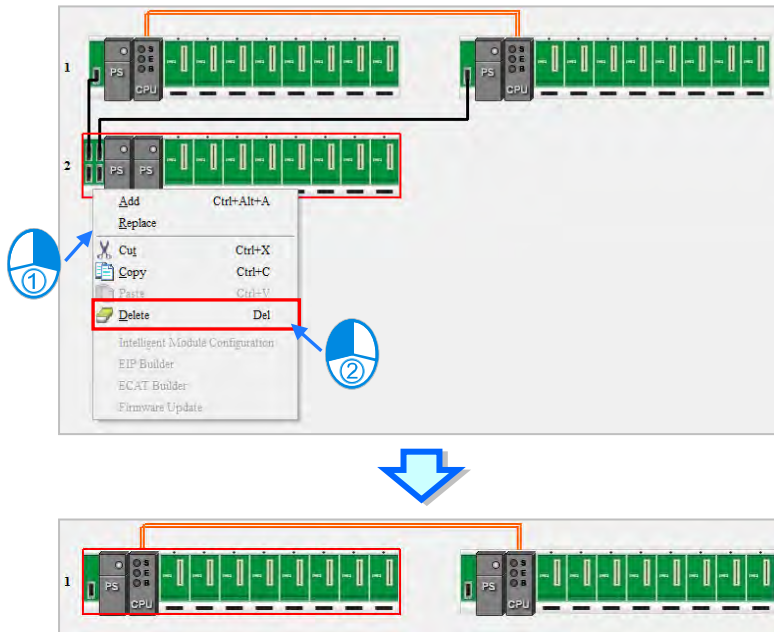 S
E
B
1 PS CPU
S
E
B
PS CPU
2 PS PS
Add Ctrl+Alt+A
Replace
Cut Ctrl+X
Copy Ctrl+C
Paste Ctrl+V
Delete Del
Intelligent Module Configuration
EIP Builder
ECAT Builder
Firmware Update
①
②
S
E
B
1 PS CPU
S
E
B
PS CPU